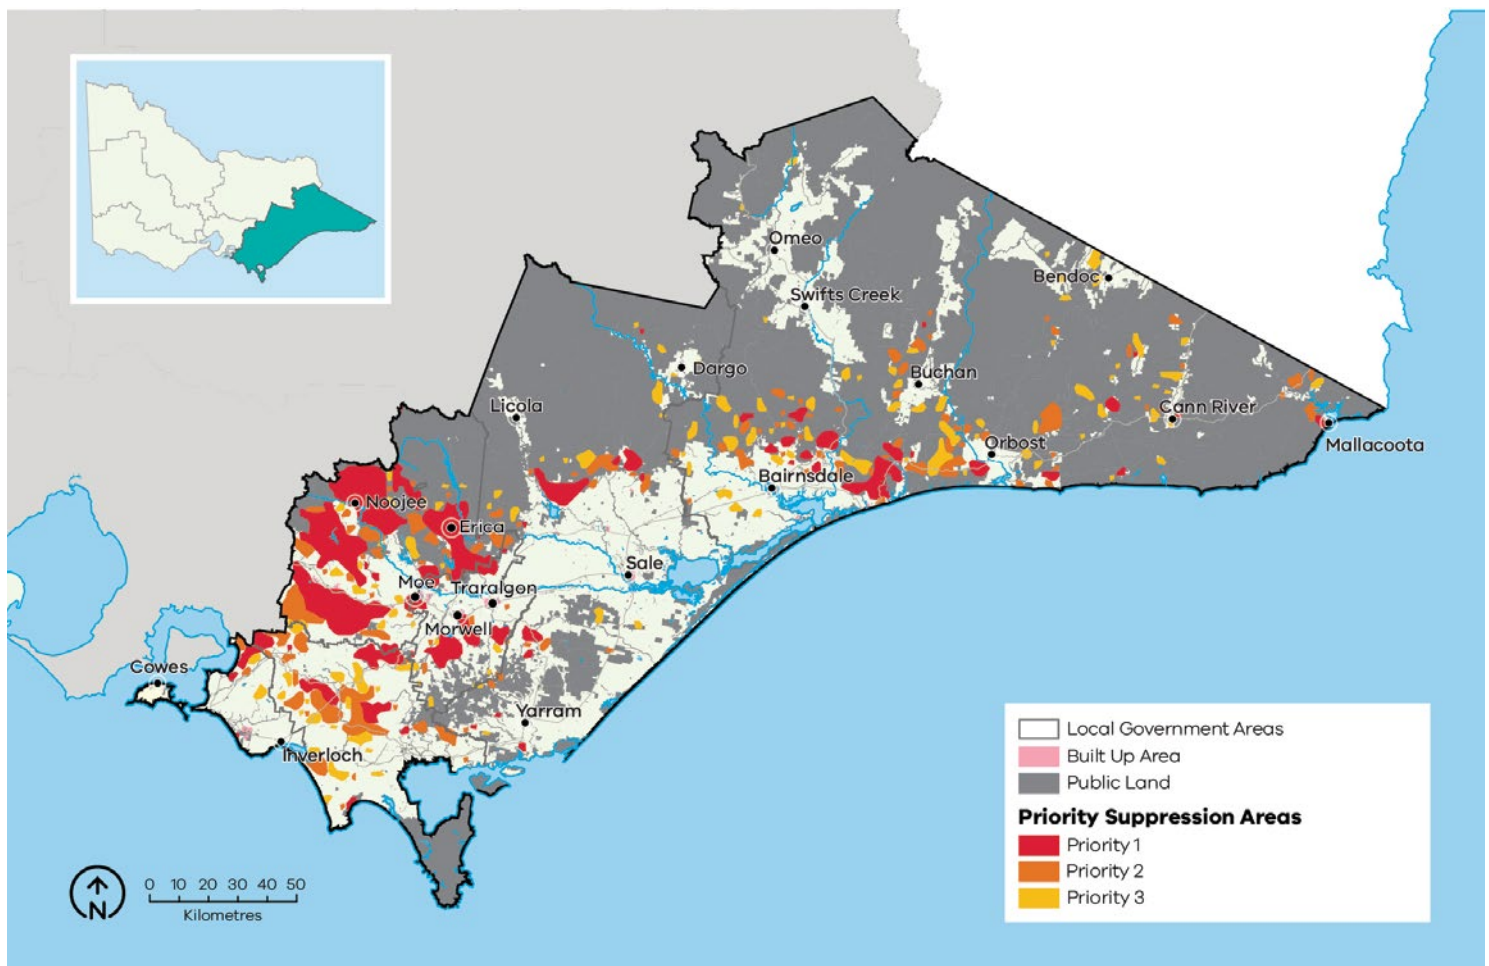 Omeo
Bendoc
Swifts Creek
Dargo
Buchan
Licola
Cann River
Orbost
Mallacoota
Bairnsdale
Noojee
Erica
Sale
Moe
Traralgon
Morwell
Cowes
Yarram
Inverloch
Local Government Areas
Built Up Area
Public Land
Priority Suppression Areas
Priority 1
Priority 2
Priority 3
N
0 10 20 30 40 50
Kilometres